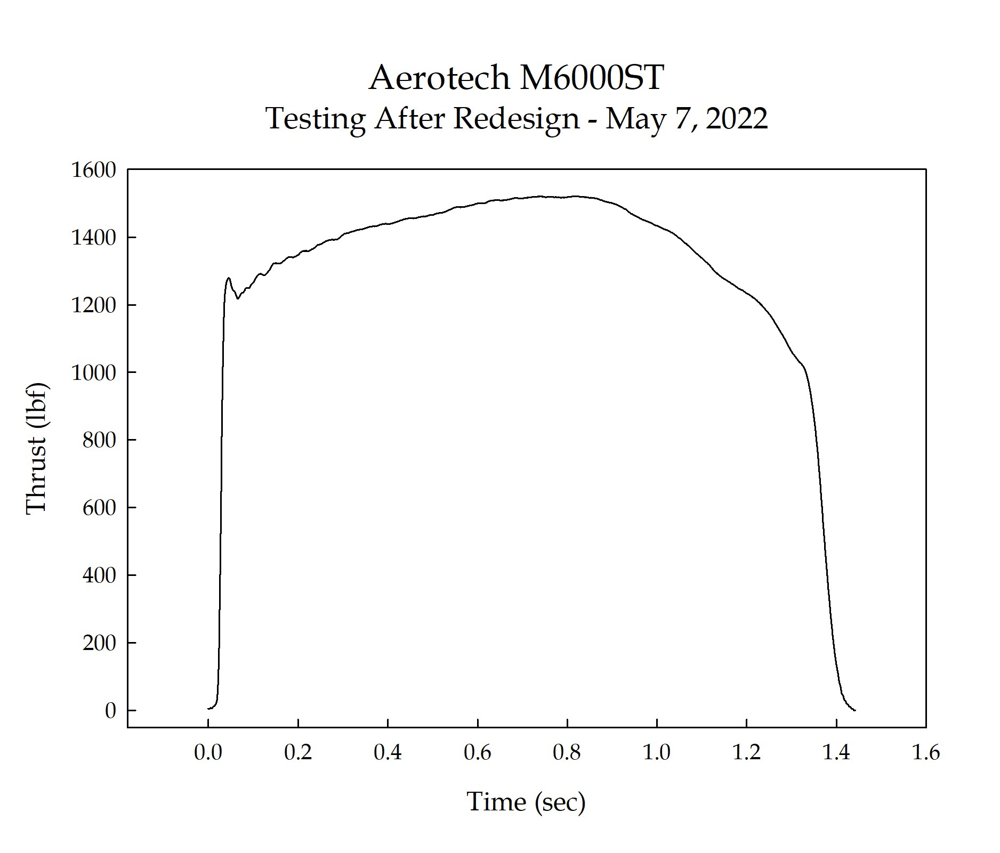 Aerotech M6000ST
Testing After Redesign - May 7, 2022
1600
1400
1200
1000
800
600
400
200
0
Thrust (lbf)
0.0 0.2 0.4 0.6 0.8 1.0 1.2 1.4 1.6
Time (sec)